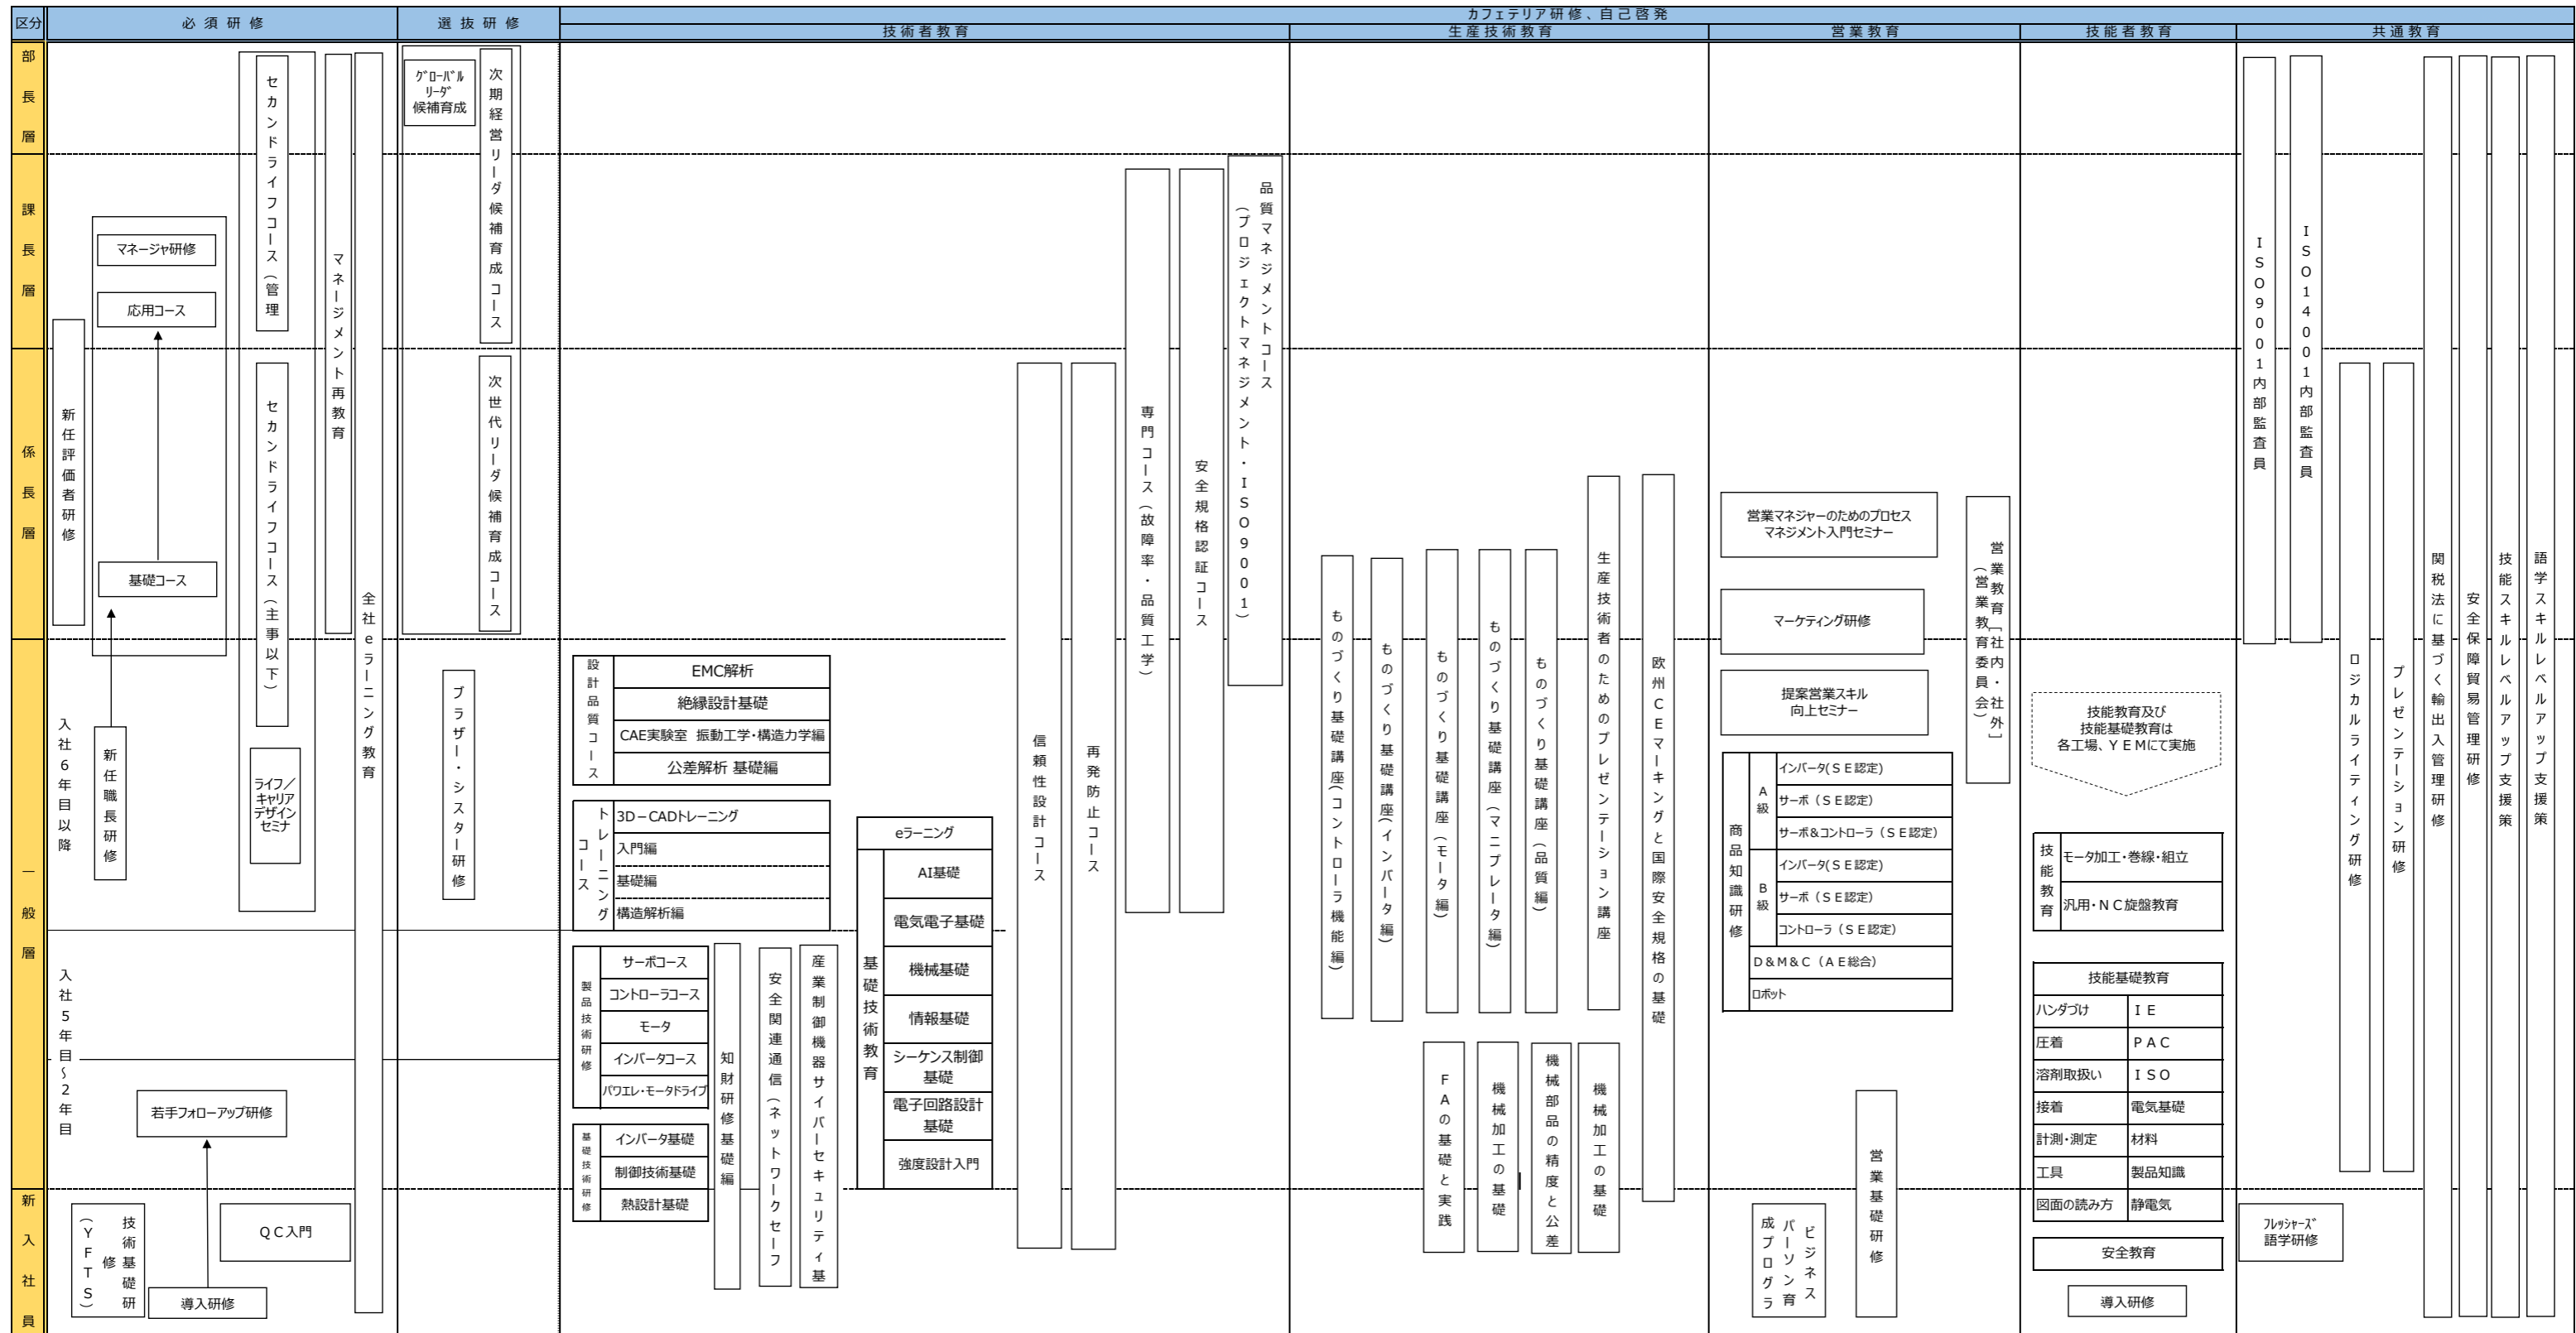 区分
必須研修
選抜研修
カフェテリア研修、自己啓発
技術者教育
生産技術教育
営業教育
技能者教育
共通教育
部長層
課長層
係長層
一般層
新入社員
入社6年目以降
入社5年目～2年目
新任評価者研修
マネージャ研修
応用コース
基礎コース
新任職長研修
セカンドライフコース（管理
セカンドライフコース（主事以下）
ライフ／
キャリア
デザイン
セミナ
マネージメント再教育
全社eラーニング教育
若手フォローアップ研修
技術基礎研
修
（YFTS）
QC入門
導入研修
グローバル
リーダ
候補育成
次期経営リーダ候補育成コース
次世代リーダ候補育成コース
ブラザー・シスター研修
設計品質コース
EMC解析
絶縁設計基礎
CAE実験室 振動工学・構造力学編
公差解析 基礎編
トレーニング
コース
3D－CADトレーニング
入門編
基礎編
構造解析編
製品技術研修
サーボコース
コントローラコース
モータ
インバータコース
パワエレ・モータドライブ
基礎技術研修
インバータ基礎
制御技術基礎
熱設計基礎
知財研修基礎編
安全関連通信（ネットワークセーフ
産業制御機器サイバーセキュリティ基
eラーニング
基礎技術教育
AI基礎
電気電子基礎
機械基礎
情報基礎
シーケンス制御
基礎
電子回路設計
基礎
強度設計入門
信頼性設計コース
再発防止コース
専門コース（故障率・品質工学）
安全規格認証コース
品質マネジメントコース
（プロジェクトマネジメント・ISO9001）
ものづくり基礎講座（コントローラ機能編）
ものづくり基礎講座（インバータ編）
ものづくり基礎講座（モータ編）
ものづくり基礎講座（マニプレータ編）
ものづくり基礎講座（品質編）
生産技術者のためのプレゼンテーション講座
欧州CEマーキングと国際安全規格の基礎
FAの基礎と実践
機械加工の基礎
機械部品の精度と公差
機械加工の基礎
営業マネジャーのためのプロセス
マネジメント入門セミナー
マーケティング研修
提案営業スキル
向上セミナー
営業教育［社内・社外］
（営業教育委員会）
商品知識研修
A級
インバータ(ＳＥ認定)
サーボ（ＳＥ認定）
サーボ&コントローラ（ＳＥ認定）
B級
インバータ(ＳＥ認定)
サーボ（ＳＥ認定）
コントローラ（ＳＥ認定）
D＆M＆C（AE総合）
ロボット
ビジネス
パーソン育
成プログラ
営業基礎研修
技能教育及び
技能基礎教育は
各工場、ＹＥＭにて実施
技能教育
モータ加工・巻線・組立
汎用・ＮＣ旋盤教育
技能基礎教育
ハンダづけ
ＩＥ
圧着
ＰＡＣ
溶剤取扱い
ＩＳＯ
接着
電気基礎
計測・測定
材料
工具
製品知識
図面の読み方
静電気
安全教育
導入研修
ISO9001内部監査員
ISO14001内部監査員
ロジカルライティング研修
プレゼンテーション研修
関税法に基づく輸出入管理研修
安全保障貿易管理研修
技能スキルレベルアップ支援策
語学スキルレベルアップ支援策
フレッシャーズ
語学研修